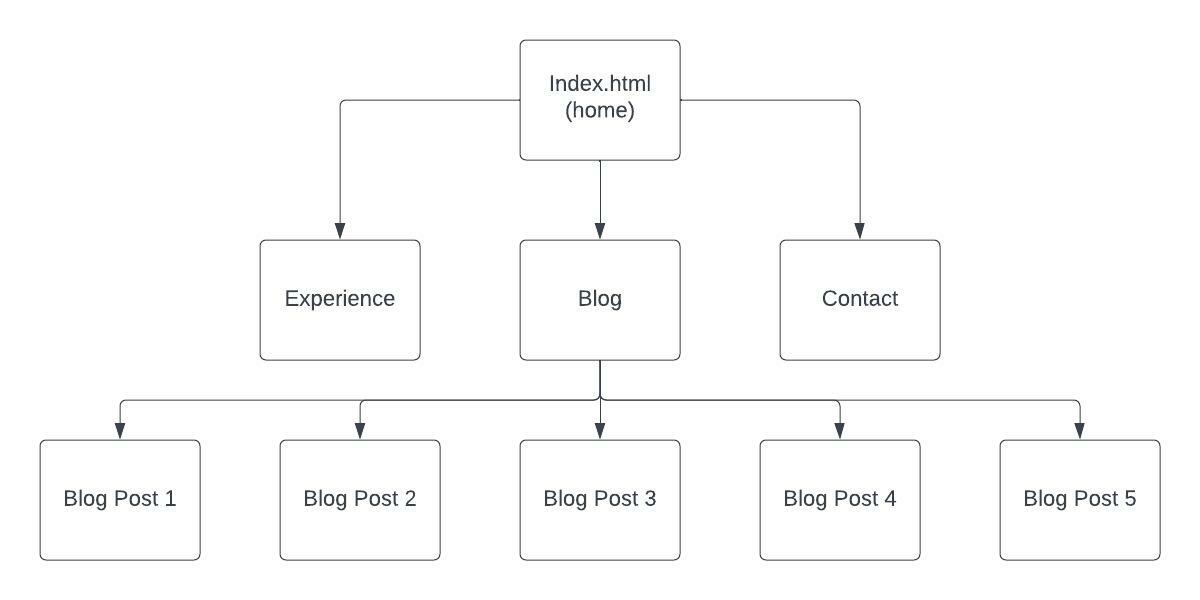 Index.html
(home)
Experience
Blog
Contact
Blog Post 1
Blog Post 2
Blog Post 3
Blog Post 4
Blog Post 5